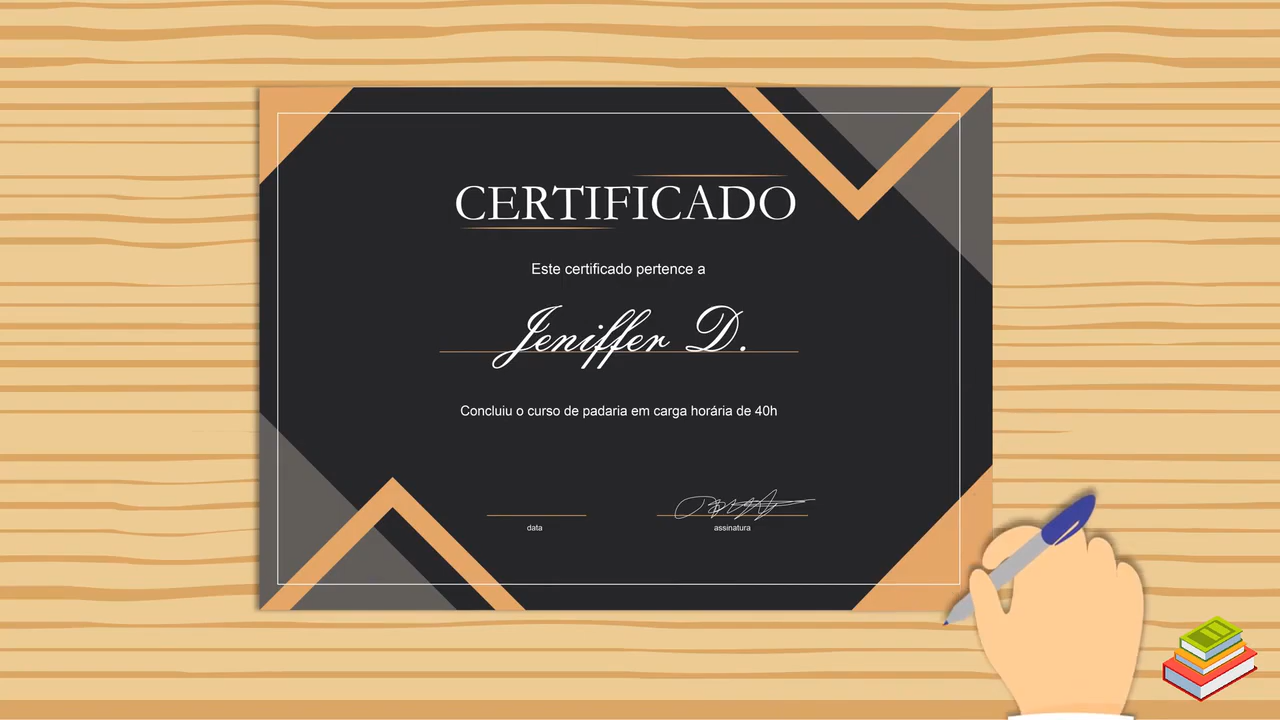 CERTIFICADO
Este certificado pertence a
Jeniffer D.
Concluiu o curso de padaria em carga horária de 40h
data
assinatura